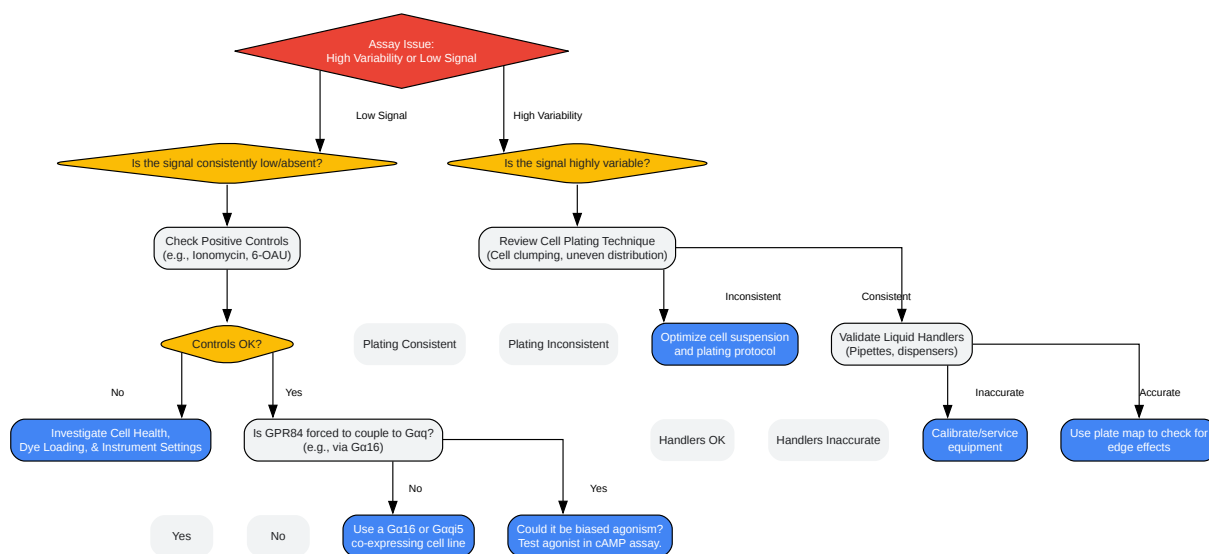 Assay Issue:
High Variability or Low Signal
Low Signal
High Variability
Is the signal consistently low/absent?
Is the signal highly variable?
Check Positive Controls
(e.g., Ionomycin, 6-OAU)
Review Cell Plating Technique
(Cell clumping, uneven distribution)
Inconsistent
Consistent
Controls OK?
Plating Consistent
Plating Inconsistent
Optimize cell suspension
and plating protocol
Validate Liquid Handlers
(Pipettes, dispensers)
No
Yes
Inaccurate
Accurate
Investigate Cell Health,
Dye Loading, & Instrument Settings
Is GPR84 forced to couple to Gαq?
(e.g., via Gα16)
Handlers OK
Handlers Inaccurate
Calibrate/service
equipment
Use plate map to check for
edge effects
No
Yes
Yes
No
Use a Gα16 or Gαqi5
co-expressing cell line
Could it be biased agonism?
Test agonist in cAMP assay.